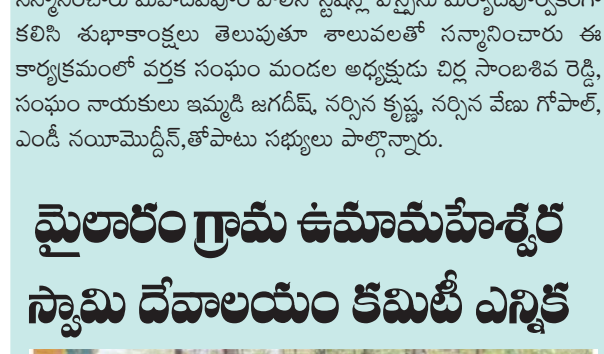 కలిసి శుభాకాంక్షలు తెలుపుతూ శాలువలతో సన్మానించారు ఈ
కార్యక్రమంలో వర్తక సంఘం మండల అధ్యక్షుడు చిర్ల సాంబశివ రెడ్డి,
సంఘం నాయకులు ఇమ్మడి జగదీష్, నర్సిన కృష్ణ, నర్సిన వేణు గోపాల్,
ఎండీ నయీమొద్దీన్,తోపాటు సభ్యులు పాల్గొన్నారు.
మైలారం గ్రామ ఉమామహేశ్వర
స్వామి దేవాలయం కమిటీ ఎన్నిక